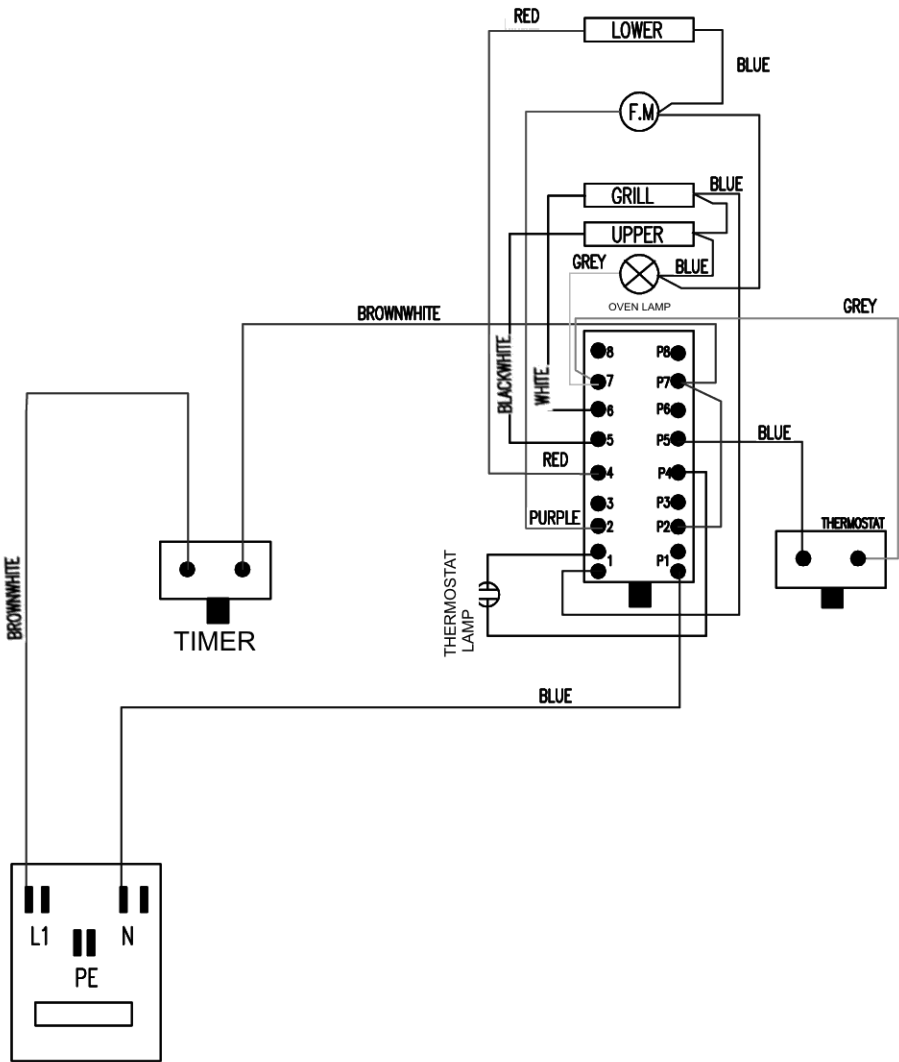 RED
LOWER
BLUE
F.M
BLUE
GRILL
UPPER
GREY
BLUE
OVEN LAMP
BROWNWHITE
GREY
BLACKWHITE
WHITE
8 P8
7 P7
6 P6
5 P5
BLUE
RED
4 P4
3 P3
PURPLE
2 P2
THERMOSTAT
1 P1
BROWNWHITE
TIMER
THERMOSTAT
LAMP
BLUE
L1
N
PE